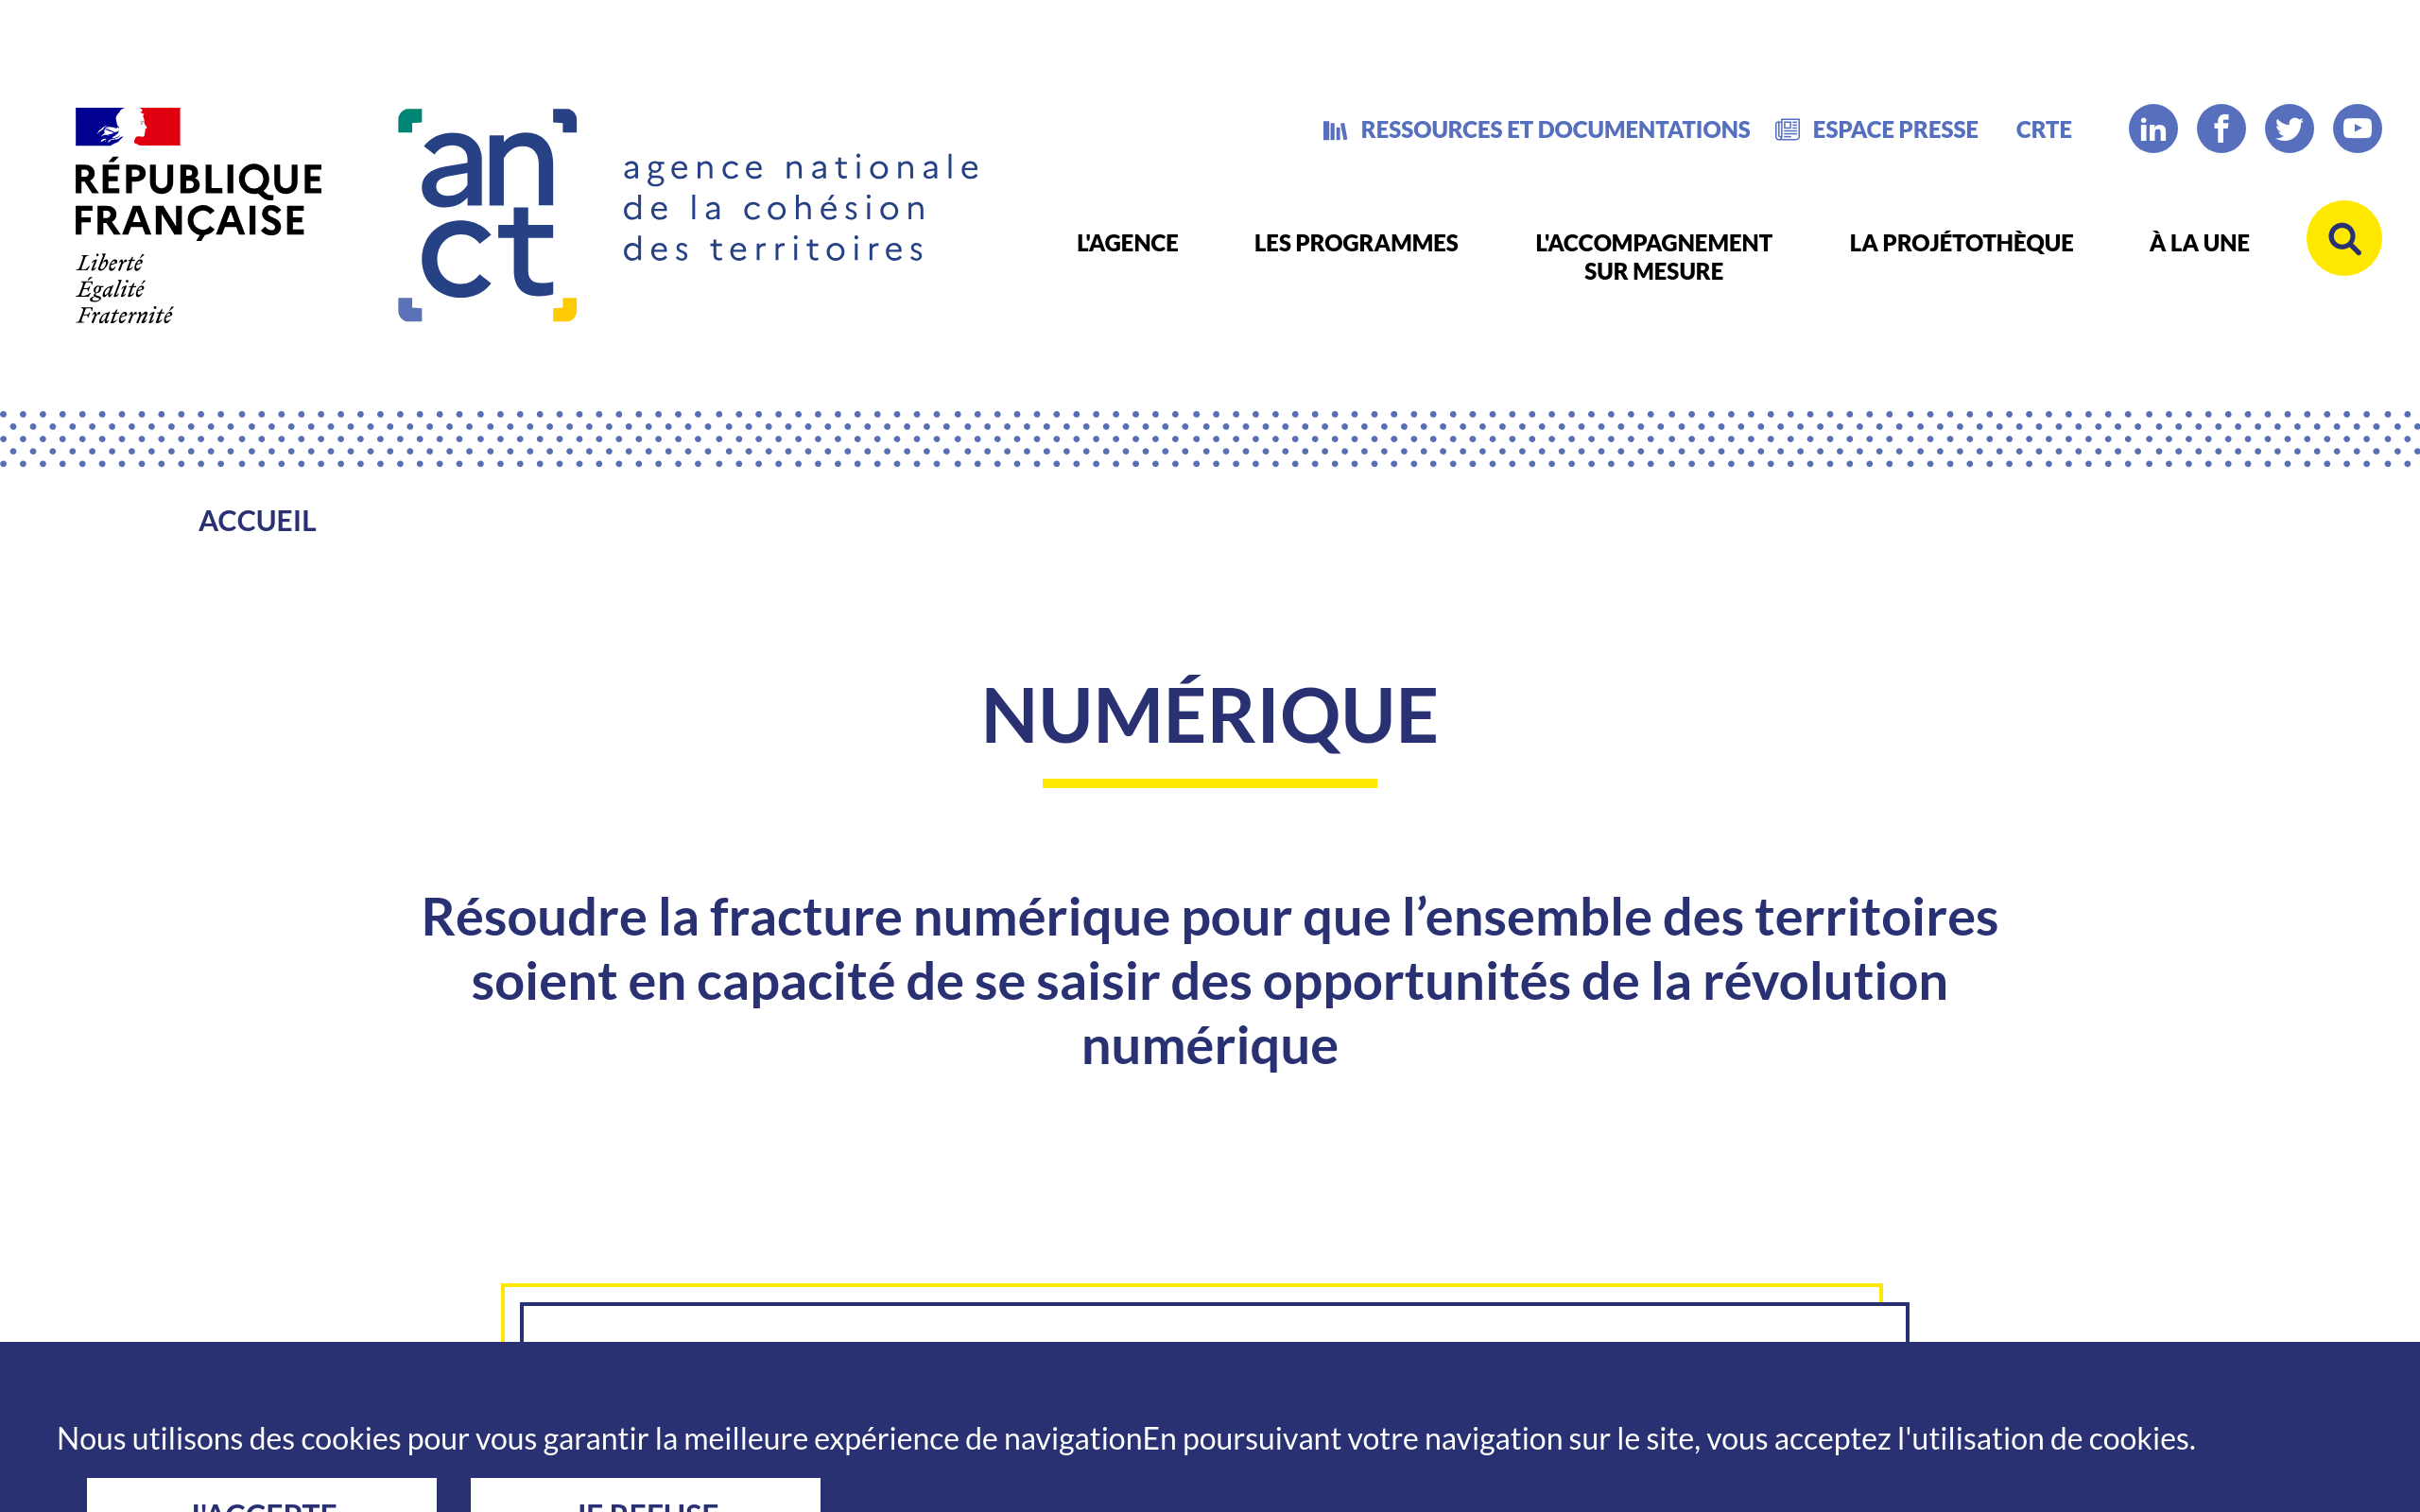 RÉPUBLIQUE
FRANÇAISE
Liberté
Égalité
Fraternité
an
ct
agence nationale
de la cohésion
des territoires
RESSOURCES ET DOCUMENTATIONS
ESPACE PRESSE
CRTE
L'AGENCE
LES PROGRAMMES
L'ACCOMPAGNEMENT
SUR MESURE
LA PROJÉTOTHÈQUE
À LA UNE
ACCUEIL
NUMÉRIQUE
Résoudre la fracture numérique pour que l’ensemble des territoires
soient en capacité de se saisir des opportunités de la révolution
numérique
Nous utilisons des cookies pour vous garantir la meilleure expérience de navigationEn poursuivant votre navigation sur le site, vous acceptez l'utilisation de cookies.
J'ACCEPTE
JE REFUSE